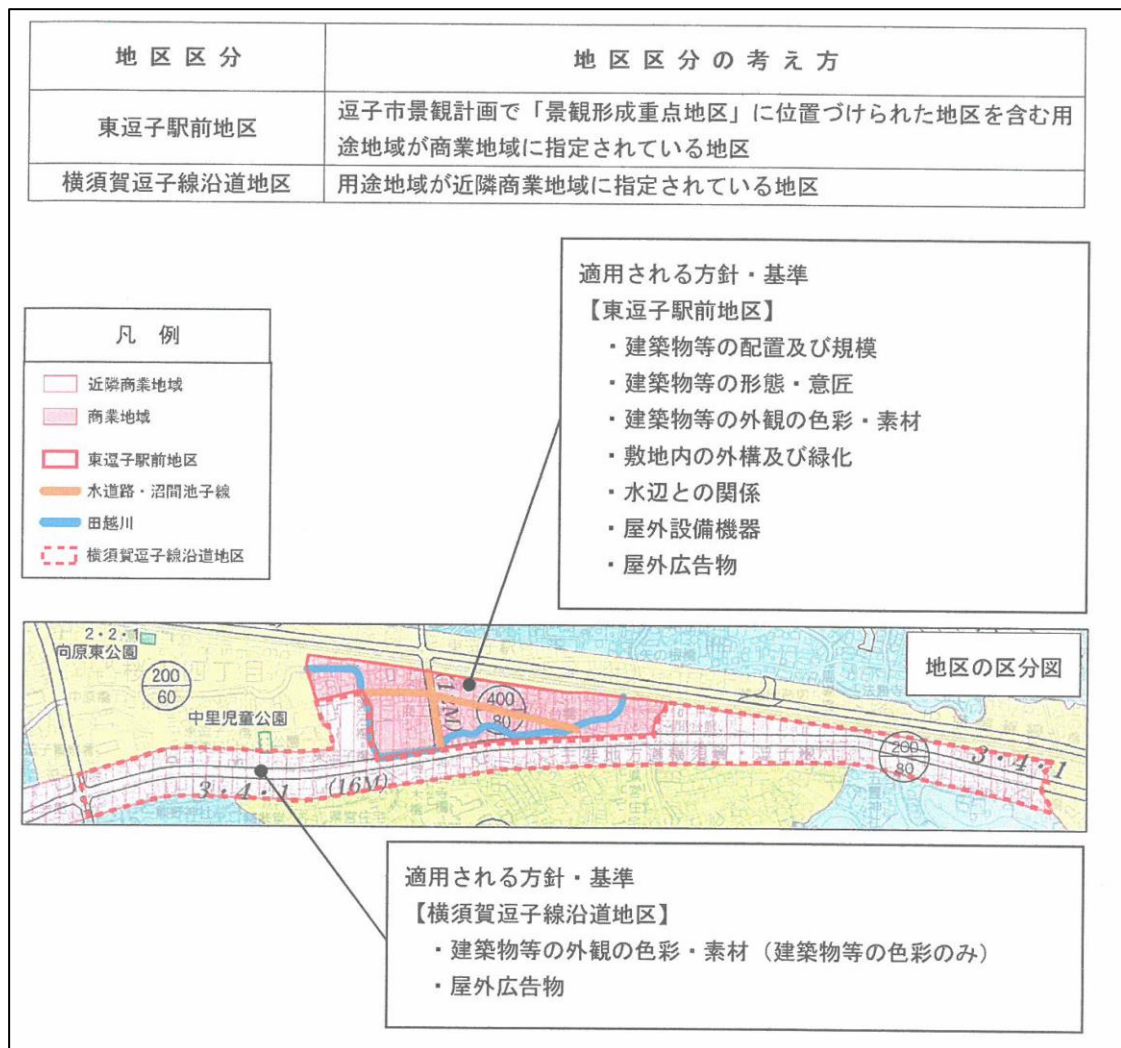 地区区分
地区区分の考え方
東逗子駅前地区
逗子市景観計画で「景観形成重点地区」に位置づけられた地区を含む用
途地域が商業地域に指定されている地区
横須賀逗子線沿道地区
用途地域が近隣商業地域に指定されている地区
適用される方針・基準
【東逗子駅前地区】
・建築物等の配置及び規模
・建築物等の形態・意匠
・建築物等の外観の色彩・素材
・敷地内の外構及び緑化
・水辺との関係
・屋外設備機器
・屋外広告物
凡 例
近隣商業地域
商業地域
東逗子駅前地区
水道路・沼間池子線
田越川
横須賀逗子線沿道地区
地区の区分図
2・2・1
向原東公園
200
60
中里児童公園
400
80
200
80
3・4・1
3・4・1
(16M)
適用される方針・基準
【横須賀逗子線沿道地区】
・建築物等の外観の色彩・素材（建築物等の色彩のみ）
・屋外広告物